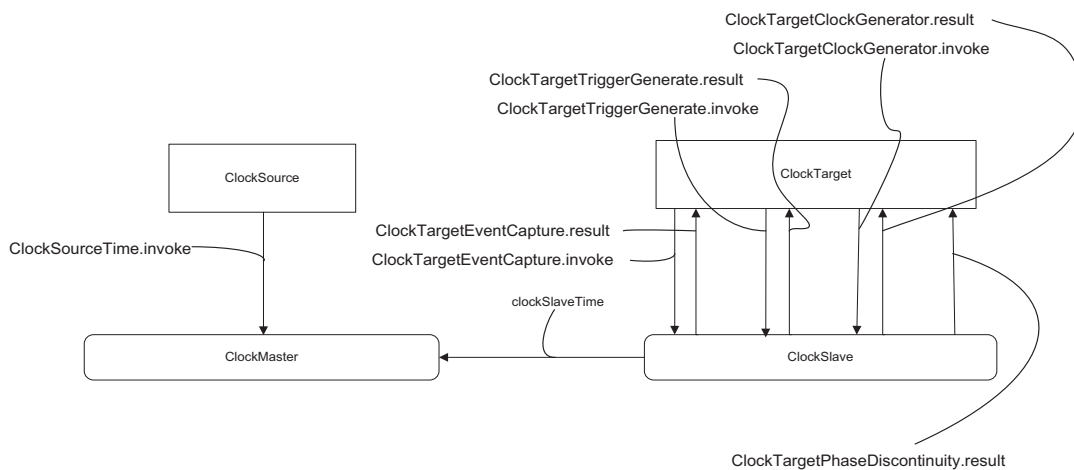 ClockTargetClockGenerator.result
ClockTargetClockGenerator.invoke
ClockTargetTriggerGenerate.result
ClockTargetTriggerGenerate.invoke
ClockSource
ClockTarget
ClockTargetEventCapture.result
ClockSourceTime.invoke
ClockTargetEventCapture.invoke
clockSlaveTime
ClockMaster
ClockSlave
ClockTargetPhaseDiscontinuity.result